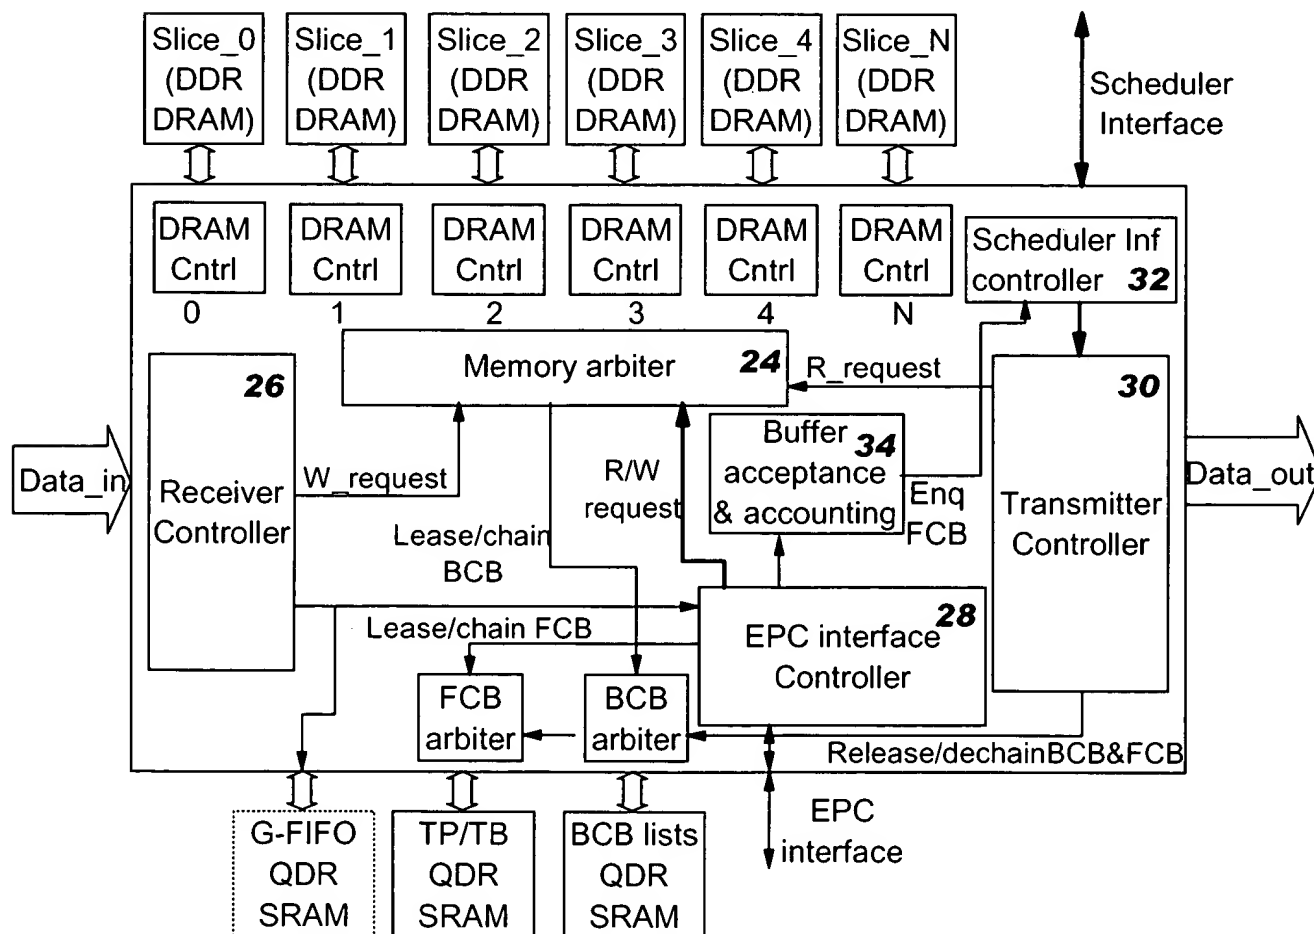 Slice_0
(DDR
DRAM)
Slice_1
(DDR
DRAM)
Slice_2
(DDR
DRAM)
Slice_3
(DDR
DRAM)
Slice_4
(DDR
DRAM)
Slice_N
(DDR
DRAM)
Scheduler
Interface
DRAM
Cntrl
0
DRAM
Cntrl
1
DRAM
Cntrl
2
DRAM
Cntrl
3
DRAM
Cntrl
4
DRAM
Cntrl
N
Scheduler Inf
controller 32
Memory arbiter 24
R_request
26
Receiver
Controller
Data_in
W_request
R/W
request
Buffer 34
acceptance
& accounting
Enq
FCB
30
Transmitter
Controller
Data_out
Lease/chain
BCB
Lease/chain FCB
28
EPC interface
Controller
FCB
arbiter
BCB
arbiter
Release/dechainBCB&FCB
G-FIFO
QDR
SRAM
TP/TB
QDR
SRAM
BCB lists
QDR
SRAM
EPC
interface